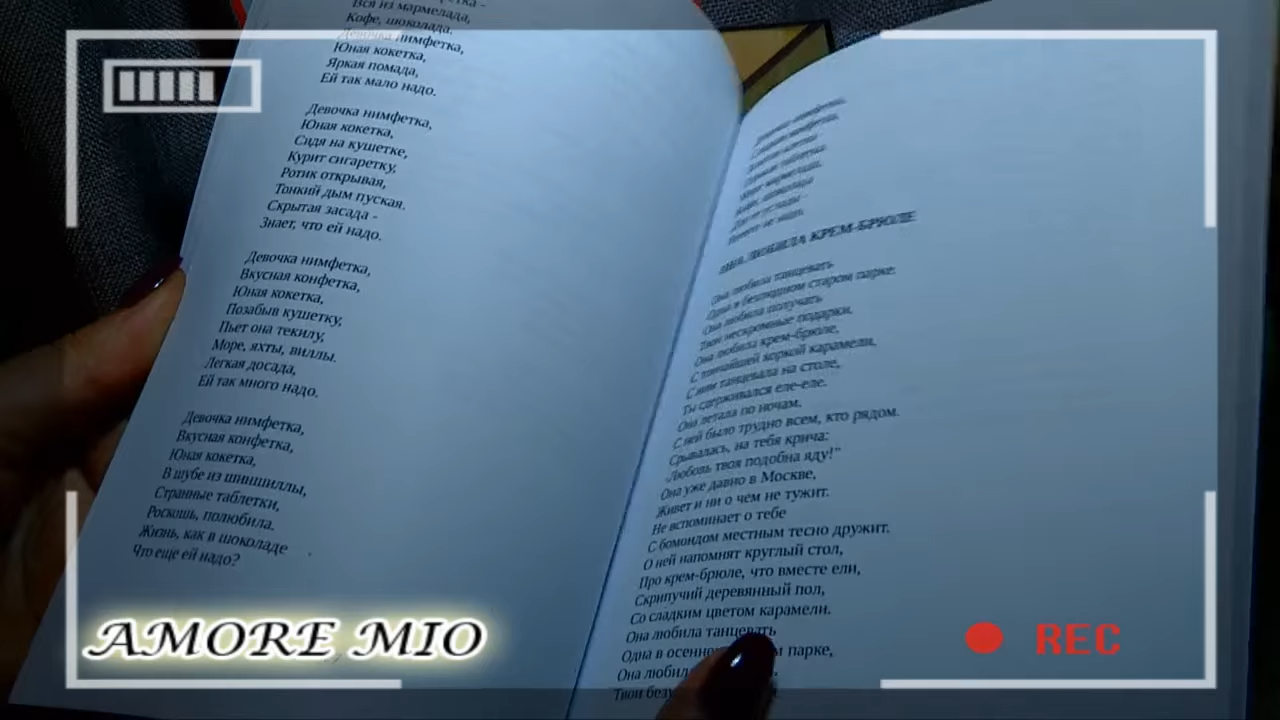 Вся из мармелада,
Кофе, шоколада.
Девочка нимфетка,
Юная кокетка,
Яркая помада,
Ей так мало надо.
Девочка нимфетка,
Юная кокетка,
Сидя на кушетке,
Курит сигаретку,
Ротик открывая,
Тонкий дым пуская.
Скрытая засада -
Знает, что ей надо.
Девочка нимфетка,
Вкусная конфетка,
Юная кокетка,
Позабыв кушетку,
Пьет она текилу,
Море, яхты, виллы.
Легкая досада,
Ей так много надо.
Девочка нимфетка,
Вкусная конфетка,
Юная кокетка,
В шубе из шиншиллы,
Странные таблетки,
Роскошь, полюбила.
Жизнь, как в шоколаде
Что еще ей надо?
ОНА ЛЮБИЛА КРЕМ-БРЮЛЕ
Она любила танцевать
Одна в безлюдном старом парке.
Она любила получать
Твои нескромные подарки.
Она любила крем-брюле,
С тончайшей коркой карамели,
С ним танцевала на столе,
Ты сдерживался еле-еле.
Она летала по ночам.
С ней было трудно всем, кто рядом.
Срывалась, на тебя крича:
"Любовь твоя подобна яду!"
Она уже давно в Москве,
Живет и ни о чем не тужит.
Не вспоминает о тебе
С бомондом местным тесно дружит.
О ней напомнят круглый стол,
Про крем-брюле, что вместе ели,
Скрипучий деревянный пол,
Со сладким цветом карамели.
Она любила танцевать
Одна в осенн парке,
Она любил
Твои безу
AMORE MIO
REC